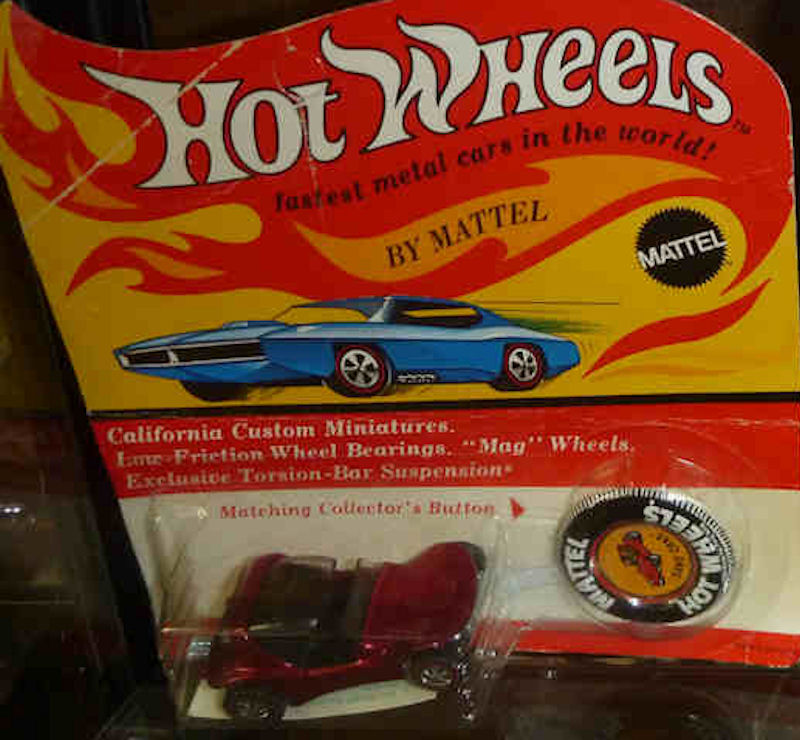 Hot Wheels™
fastest metal cars in the world!
BY MATTEL
MATTEL
California Custom Miniatures.
Low-Friction Wheel Bearings. "Mag" Wheels.
Exclusive Torsion-Bar Suspension
Matching Collector's Button
MATTEL
HOT WHEELS